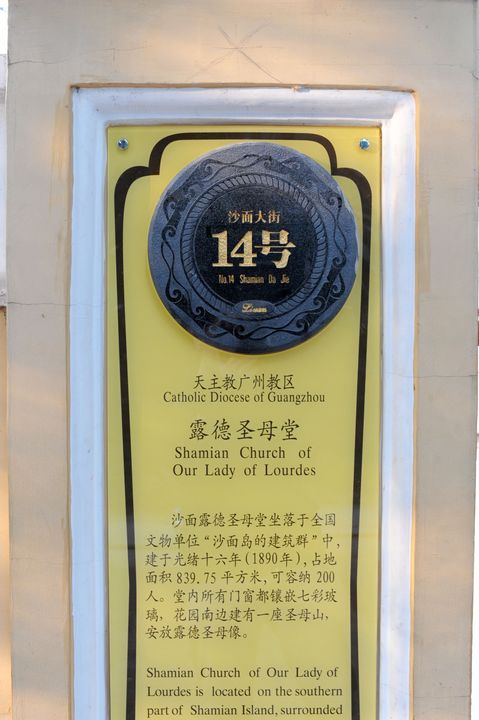 沙面大街
14号
No.14 Shamian Da Jie
天主教广州教区
Catholic Diocese of Guangzhou
露德圣母堂
Shamian Church of
Our Lady of Lourdes
沙面露德圣母堂坐落于全国
文物单位“沙面岛的建筑群”中,
建于光绪十六年(1890年),占地
面积839.75平方米,可容纳200
人。堂内所有门窗都镶嵌七彩玻
璃,花园南边建有一座圣母山,
安放露德圣母像。
Shamian Church of Our Lady of
Lourdes is located on the southern
part of Shamian Island, surrounded